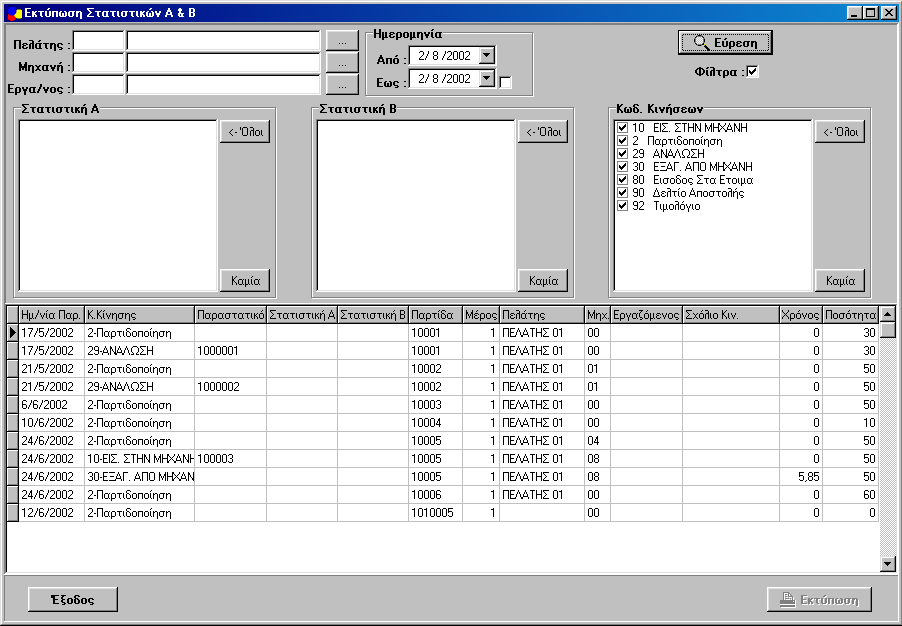 Εκτύπωση Στατιστικών Α & Β
Πελάτης : ...
Μηχανή : ...
Εργα/νος : ...
Ημερομηνία
Από : 2/ 8 /2002
Εως : 2/ 8 /2002
Εύρεση
Φίλτρα :
Στατιστική Α
<-Όλοι
Καμία
Στατιστική Β
<-Όλοι
Καμία
Κωδ. Κινήσεων
10 ΕΙΣ. ΣΤΗΝ ΜΗΧΑΝΗ
2 Παρτιδοποίηση
29 ΑΝΑΛΩΣΗ
30 ΕΞΑΓ. ΑΠΟ ΜΗΧΑΝΗ
80 Εισοδος Στα Ετοιμα
90 Δελτίο Αποστολής
92 Τιμολόγιο
<-Όλοι
Καμία
Ημ/νία Παρ. Κ.Κίνησης Παραστατικό Στατιστική Α Στατιστική Β Παρτίδα Μέρος Πελάτης Μηχ. Εργαζόμενος Σχόλιο Κιν. Χρόνος Ποσότητα
17/5/2002 2-Παρτιδοποίηση 10001 1 ΠΕΛΑΤΗΣ 01 00 0 30
17/5/2002 29-ΑΝΑΛΩΣΗ 1000001 10001 1 ΠΕΛΑΤΗΣ 01 00 0 30
21/5/2002 2-Παρτιδοποίηση 10002 1 ΠΕΛΑΤΗΣ 01 01 0 50
21/5/2002 29-ΑΝΑΛΩΣΗ 1000002 10002 1 ΠΕΛΑΤΗΣ 01 01 0 50
6/6/2002 2-Παρτιδοποίηση 10003 1 ΠΕΛΑΤΗΣ 01 00 0 50
10/6/2002 2-Παρτιδοποίηση 10004 1 ΠΕΛΑΤΗΣ 01 00 0 10
24/6/2002 2-Παρτιδοποίηση 10005 1 ΠΕΛΑΤΗΣ 01 04 0 50
24/6/2002 10-ΕΙΣ. ΣΤΗΝ ΜΗΧΑΝΗ 100003 10005 1 ΠΕΛΑΤΗΣ 01 08 0 50
24/6/2002 30-ΕΞΑΓ. ΑΠΟ ΜΗΧΑΝ 10005 1 ΠΕΛΑΤΗΣ 01 08 5,85 50
24/6/2002 2-Παρτιδοποίηση 10006 1 ΠΕΛΑΤΗΣ 01 00 0 60
12/6/2002 2-Παρτιδοποίηση 1010005 1 00 0 0
Έξοδος
Εκτύπωση